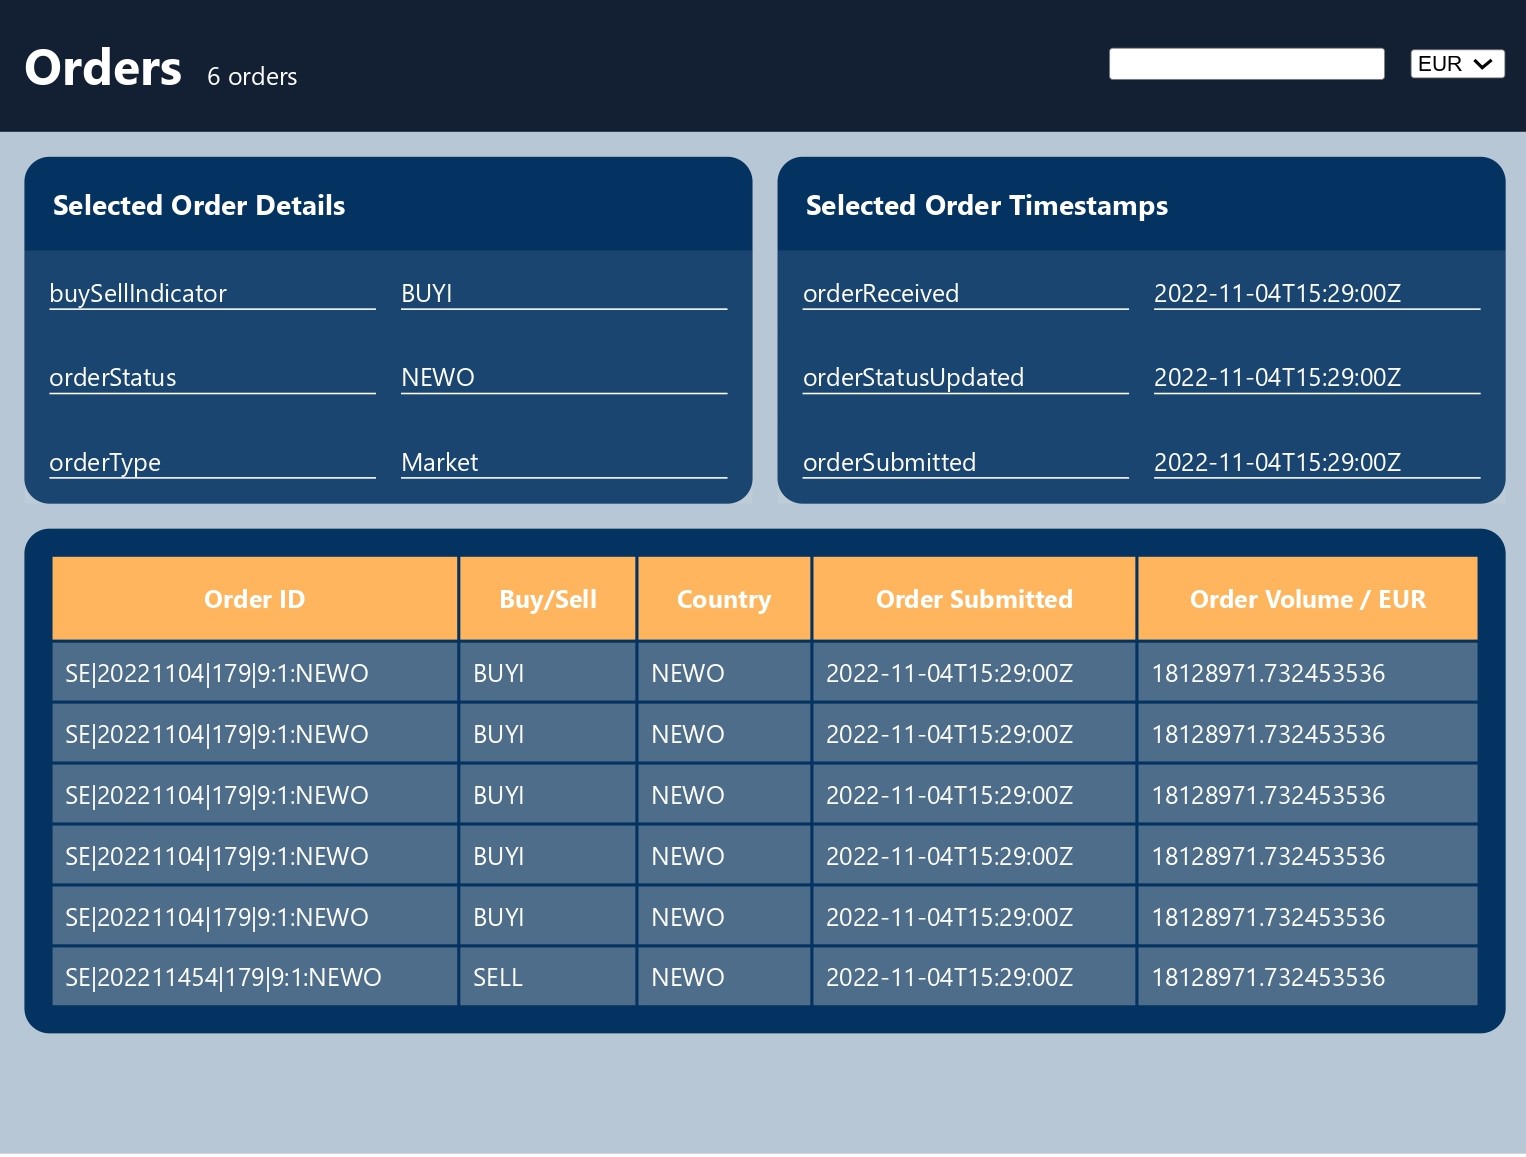 Orders 6 orders EUR
Selected Order Details
buySellIndicator BUYI
orderStatus NEWO
orderType Market
Selected Order Timestamps
orderReceived 2022-11-04T15:29:00Z
orderStatusUpdated 2022-11-04T15:29:00Z
orderSubmitted 2022-11-04T15:29:00Z
Order ID Buy/Sell Country Order Submitted Order Volume / EUR
SE|20221104|179|9:1:NEWO BUYI NEWO 2022-11-04T15:29:00Z 18128971.732453536
SE|20221104|179|9:1:NEWO BUYI NEWO 2022-11-04T15:29:00Z 18128971.732453536
SE|20221104|179|9:1:NEWO BUYI NEWO 2022-11-04T15:29:00Z 18128971.732453536
SE|20221104|179|9:1:NEWO BUYI NEWO 2022-11-04T15:29:00Z 18128971.732453536
SE|20221104|179|9:1:NEWO BUYI NEWO 2022-11-04T15:29:00Z 18128971.732453536
SE|202211454|179|9:1:NEWO SELL NEWO 2022-11-04T15:29:00Z 18128971.732453536